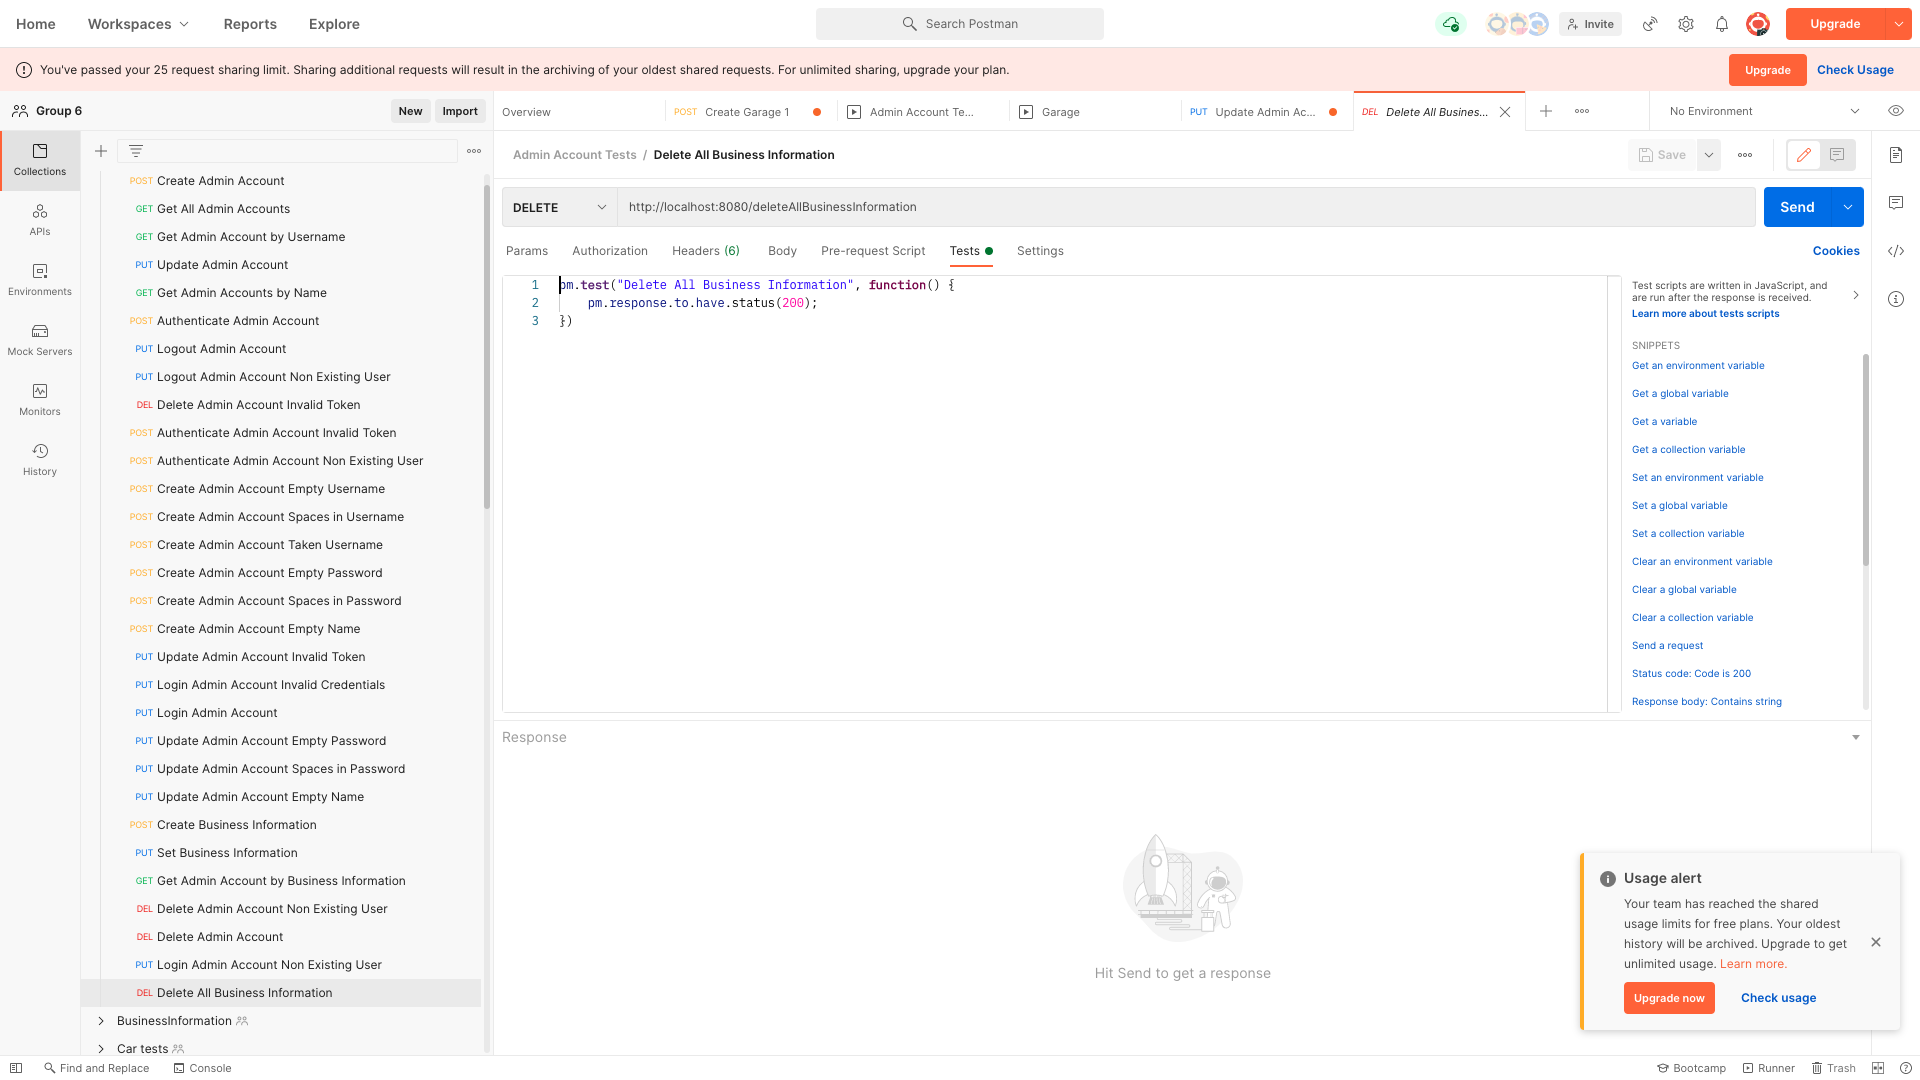 Home
Workspaces
Reports
Explore
Search Postman
Invite
Upgrade
You've passed your 25 request sharing limit. Sharing additional requests will result in the archiving of your oldest shared requests. For unlimited sharing, upgrade your plan.
Upgrade
Check Usage
Group 6
New
Import
Overview
POST Create Garage 1
Admin Account Te...
Garage
PUT Update Admin Ac...
DEL Delete All Busines...
No Environment
Collections
APIs
Environments
Mock Servers
Monitors
History
POST Create Admin Account
GET Get All Admin Accounts
GET Get Admin Account by Username
PUT Update Admin Account
GET Get Admin Accounts by Name
POST Authenticate Admin Account
PUT Logout Admin Account
PUT Logout Admin Account Non Existing User
DEL Delete Admin Account Invalid Token
POST Authenticate Admin Account Invalid Token
POST Authenticate Admin Account Non Existing User
POST Create Admin Account Empty Username
POST Create Admin Account Spaces in Username
POST Create Admin Account Taken Username
POST Create Admin Account Empty Password
POST Create Admin Account Spaces in Password
POST Create Admin Account Empty Name
PUT Update Admin Account Invalid Token
PUT Login Admin Account Invalid Credentials
PUT Login Admin Account
PUT Update Admin Account Empty Password
PUT Update Admin Account Spaces in Password
PUT Update Admin Account Empty Name
POST Create Business Information
PUT Set Business Information
GET Get Admin Account by Business Information
DEL Delete Admin Account Non Existing User
DEL Delete Admin Account
PUT Login Admin Account Non Existing User
DEL Delete All Business Information
BusinessInformation
Car tests
Admin Account Tests / Delete All Business Information
Save
DELETE
http://localhost:8080/deleteAllBusinessInformation
Send
Params
Authorization
Headers (6)
Body
Pre-request Script
Tests
Settings
Cookies
1 pm.test("Delete All Business Information", function() {
2 pm.response.to.have.status(200);
3 })
Test scripts are written in JavaScript, and
are run after the response is received.
Learn more about tests scripts
SNIPPETS
Get an environment variable
Get a global variable
Get a variable
Get a collection variable
Set an environment variable
Set a global variable
Set a collection variable
Clear an environment variable
Clear a global variable
Clear a collection variable
Send a request
Status code: Code is 200
Response body: Contains string
Response
Hit Send to get a response
Usage alert
Your team has reached the shared
usage limits for free plans. Your oldest
history will be archived. Upgrade to get
unlimited usage. Learn more.
Upgrade now
Check usage
Find and Replace
Console
Bootcamp
Runner
Trash